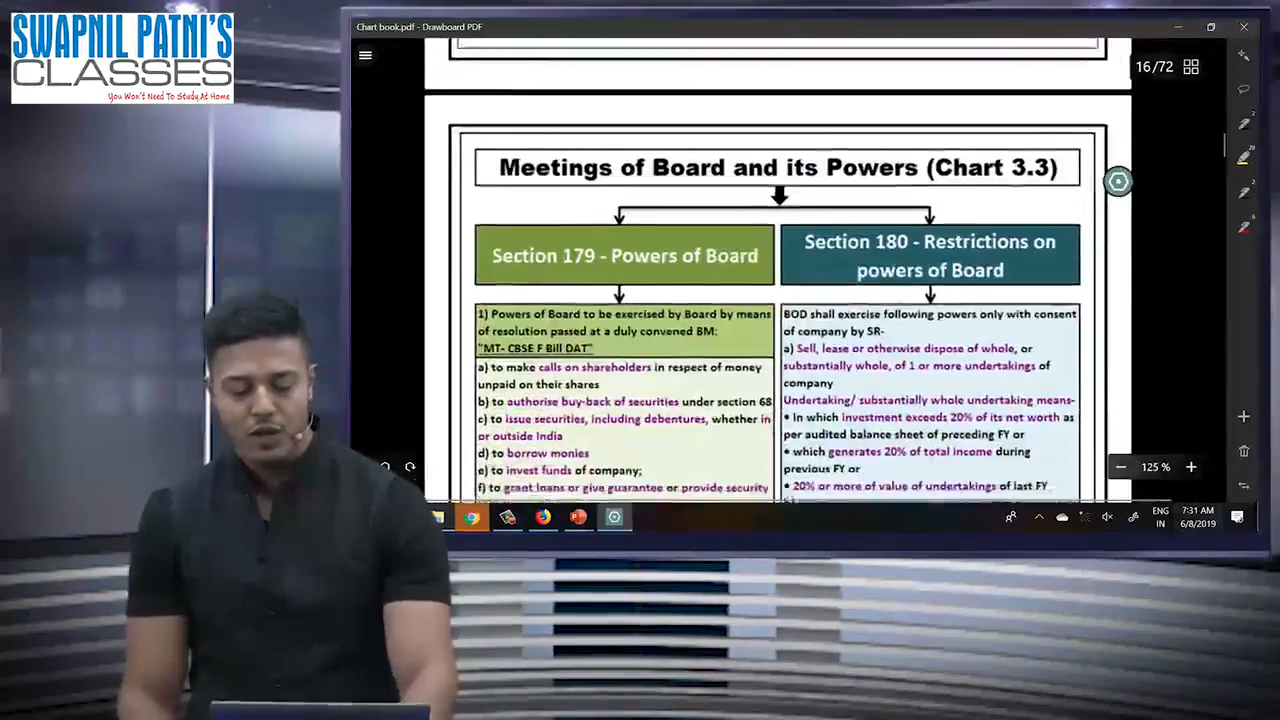 SWAPNIL PATNI'S
CLASSES
You Won't Need To Study At Home
Chart book.pdf - Drawboard PDF
16/72
Meetings of Board and its Powers (Chart 3.3)
Section 179 - Powers of Board
Section 180 - Restrictions on
powers of Board
1) Powers of Board to be exercised by Board by means
of resolution passed at a duly convened BM:
"MT- CBSE F Bill DAT"
a) to make calls on shareholders in respect of money
unpaid on their shares
b) to authorise buy-back of securities under section 68
c) to issue securities, including debentures, whether in
or outside India
d) to borrow monies
e) to invest funds of company;
f) to grant loans or give guarantee or provide security
BOD shall exercise following powers only with consent
of company by SR-
a) Sell, lease or otherwise dispose of whole, or
substantially whole, of 1 or more undertakings of
company
Undertaking/ substantially whole undertaking means-
• In which investment exceeds 20% of its net worth as
per audited balance sheet of preceding FY or
• which generates 20% of total income during
previous FY or
• 20% or more of value of undertakings of last FY
125 %
ENG
IN
7:31 AM
6/8/2019